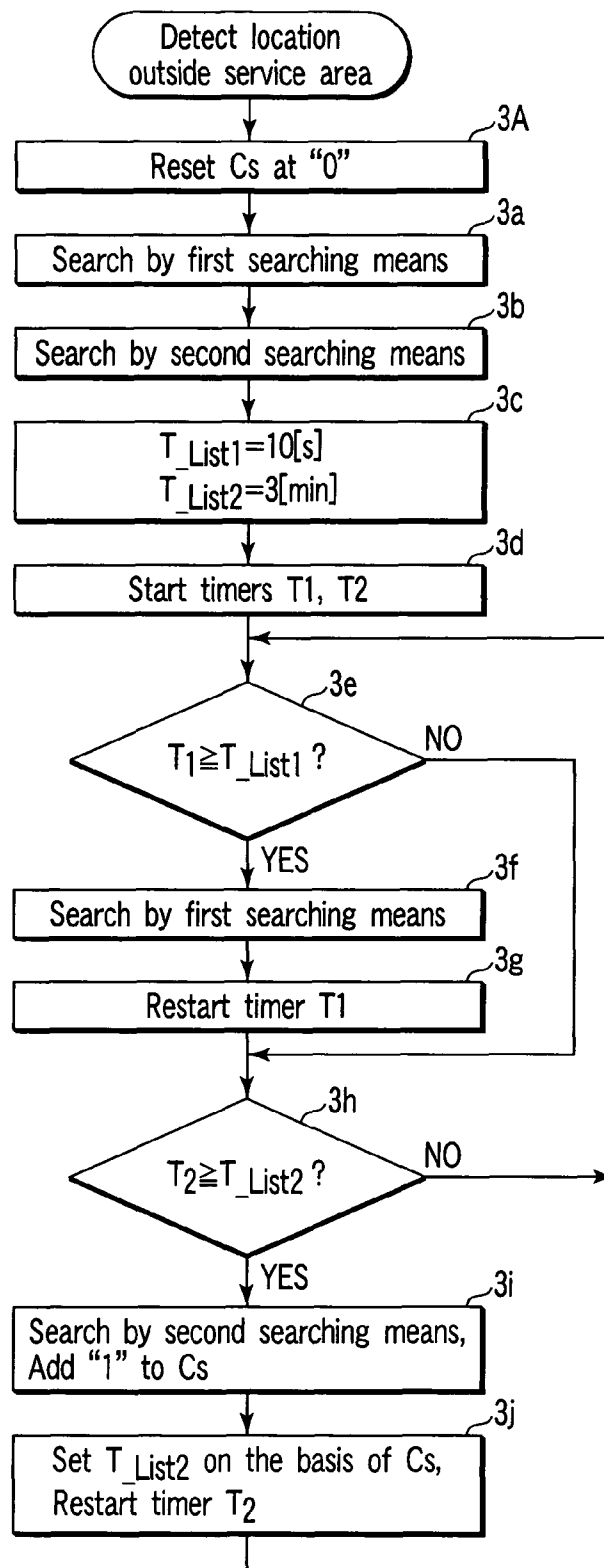 Detect location
outside service area
3A
Reset Cs at “0”
3a
Search by first searching means
3b
Search by second searching means
3c
T_List1=10[s]
T_List2=3[min]
3d
Start timers T1, T2
3e
T1≧T_List1 ?
NO
YES
3f
Search by first searching means
3g
Restart timer T1
3h
T2≧T_List2 ?
NO
YES
3i
Search by second searching means,
Add “1” to Cs
3j
Set T_List2 on the basis of Cs,
Restart timer T2